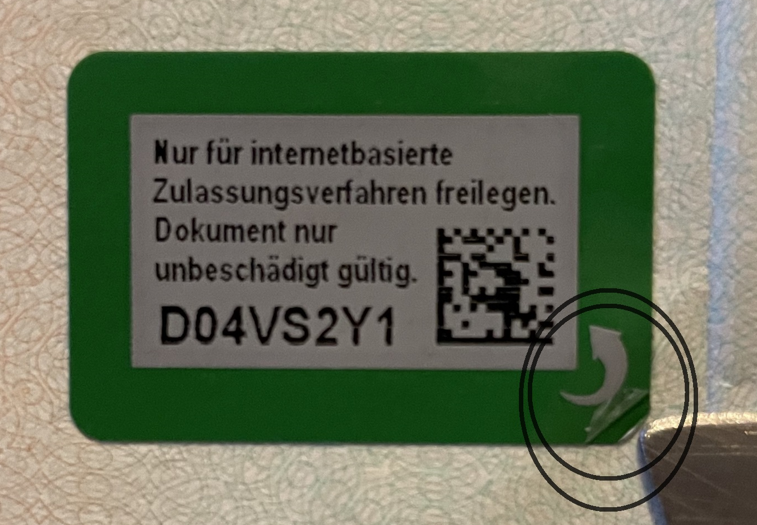 Nur für internetbasierte
Zulassungsverfahren freilegen.
Dokument nur
unbeschädigt gültig.
D04VS2Y1